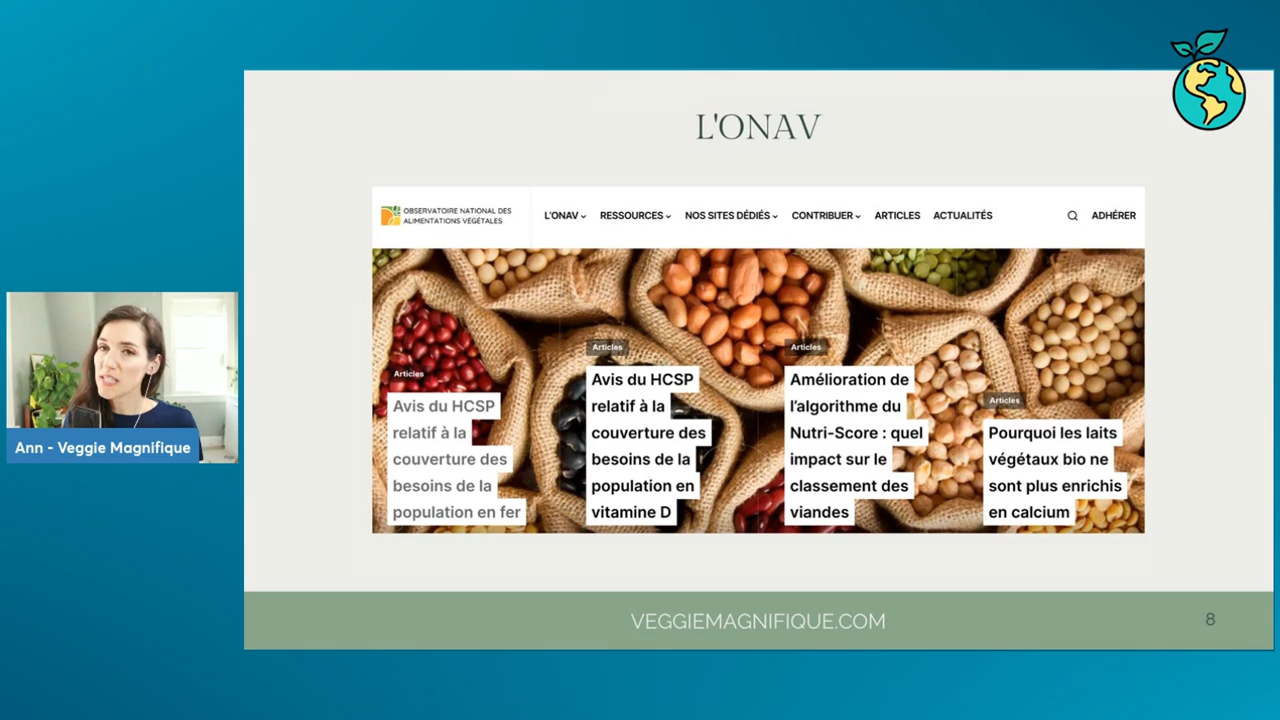 L'ONAV
OBSERVATOIRE NATIONAL DES
ALIMENTATIONS VÉGÉTALES
L'ONAV
RESSOURCES
NOS SITES DÉDIÉS
CONTRIBUER
ARTICLES
ACTUALITÉS
ADHÉRER
Articles
Avis du HCSP
relatif à la
couverture des
besoins de la
population en fer
Articles
Avis du HCSP
relatif à la
couverture des
besoins de la
population en
vitamine D
Articles
Amélioration de
l'algorithme du
Nutri-Score : quel
impact sur le
classement des
viandes
Articles
Pourquoi les laits
végétaux bio ne
sont plus enrichis
en calcium
Ann - Veggie Magnifique
VEGGIEMAGNIFIQUE.COM
8